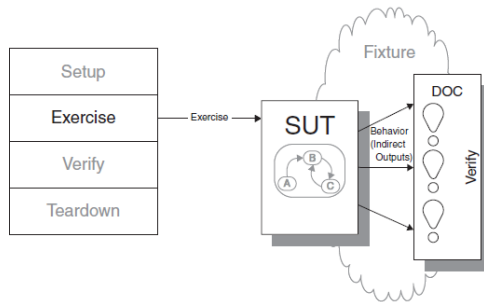 Setup
Exercise
Verify
Teardown
Exercise
SUT
A
B
C
Behavior
(Indirect
Outputs)
Fixture
DOC
Verify